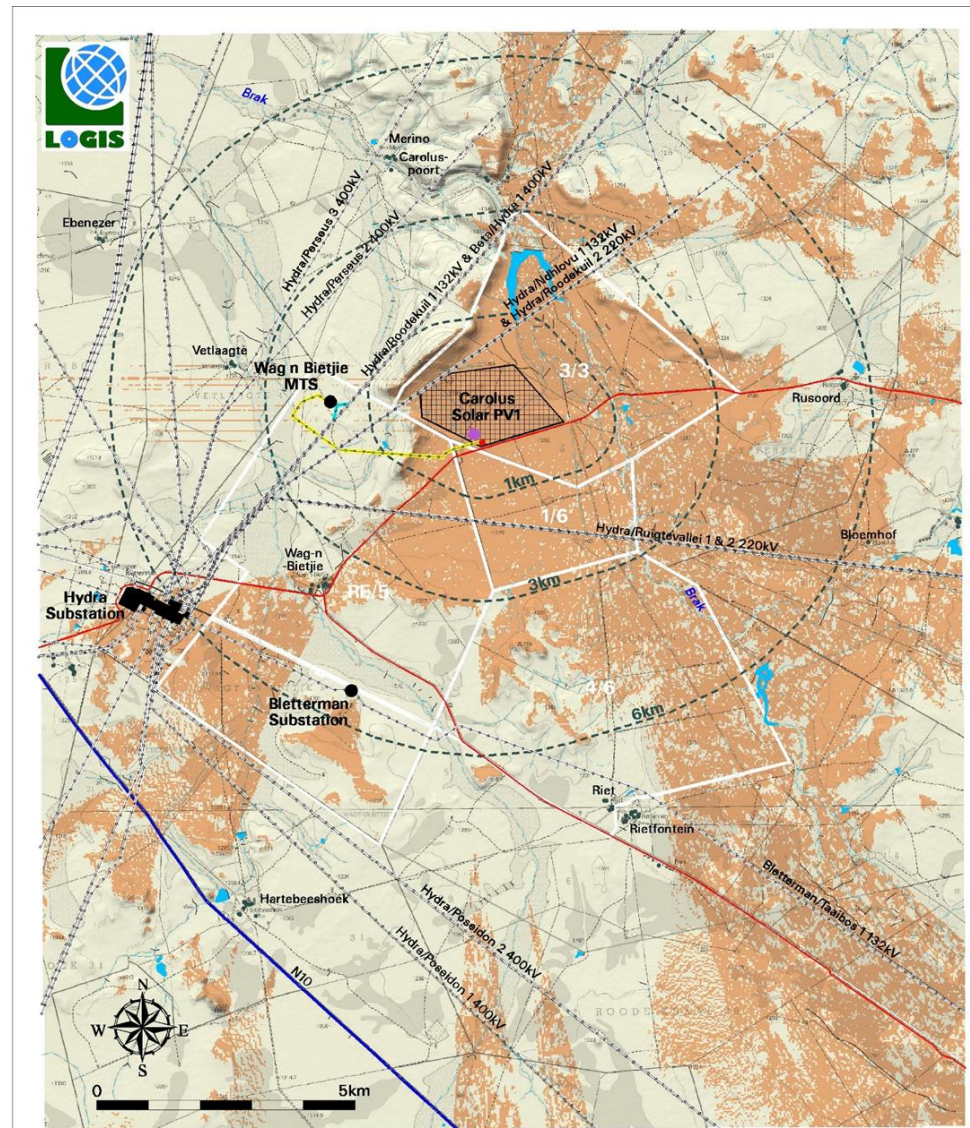 LOGIS
Brak
Merino
Carolus-
poort
Ebenezer
Hydra/Perseus 3 400kV
Hydra/Perseus 2 400kV
Hydra/Roodekuil 1 132kV & Beta/Hydra 1 400kV
Hydra/Ndhlovu 1 132kV
& Hydra/Roodekuil 2 220kV
Vetlaagte
Wag n Bietjie
MTS
3/3
Carolus
Solar PV1
Rusoord
1km
1/6
Hydra/Ruigtevallei 1 & 2 220kV
Bloemhof
Wag-n
Bietjie
3km
RE/5
Brak
Hydra
Substation
4/6
6km
Bletterman
Substation
Riet
Rietfontein
Bletterman/Taaibos 1 132kV
Hartebeeshoek
Hydra/Poseidon 2 400kV
Hydra/Poseidon 1 400kV
N10
N
W
E
S
0
5km